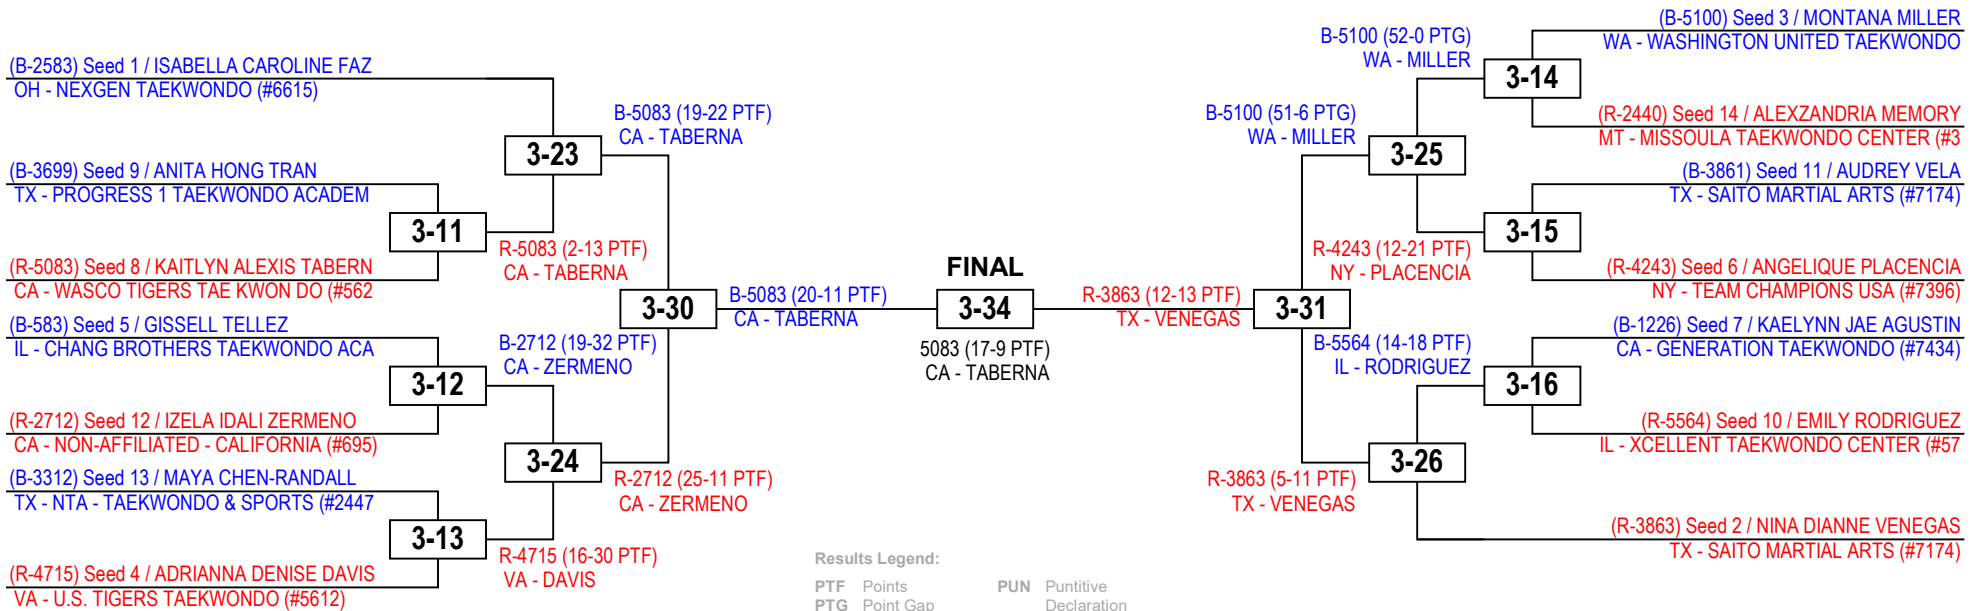 (B-2583) Seed 1 / ISABELLA CAROLINE FAZ
OH - NEXGEN TAEKWONDO (#6615)
(B-3699) Seed 9 / ANITA HONG TRAN
TX - PROGRESS 1 TAEKWONDO ACADEM
(R-5083) Seed 8 / KAITLYN ALEXIS TABERN
CA - WASCO TIGERS TAE KWON DO (#562
(B-583) Seed 5 / GISSELL TELLEZ
IL - CHANG BROTHERS TAEKWONDO ACA
(R-2712) Seed 12 / IZELA IDALI ZERMENO
CA - NON-AFFILIATED - CALIFORNIA (#695)
(B-3312) Seed 13 / MAYA CHEN-RANDALL
TX - NTA - TAEKWONDO & SPORTS (#2447
(R-4715) Seed 4 / ADRIANNA DENISE DAVIS
VA - U.S. TIGERS TAEKWONDO (#5612)
3-11
3-12
3-13
R-5083 (2-13 PTF)
CA - TABERNA
B-2712 (19-32 PTF)
CA - ZERMENO
R-4715 (16-30 PTF)
VA - DAVIS
3-23
3-24
B-5083 (19-22 PTF)
CA - TABERNA
R-2712 (25-11 PTF)
CA - ZERMENO
3-30
B-5083 (20-11 PTF)
CA - TABERNA
FINAL
3-34
5083 (17-9 PTF)
CA - TABERNA
R-3863 (12-13 PTF)
TX - VENEGAS
3-31
B-5100 (51-6 PTG)
WA - MILLER
R-3863 (5-11 PTF)
TX - VENEGAS
3-25
3-26
B-5100 (52-0 PTG)
WA - MILLER
R-4243 (12-21 PTF)
NY - PLACENCIA
B-5564 (14-18 PTF)
IL - RODRIGUEZ
3-14
3-15
3-16
(B-5100) Seed 3 / MONTANA MILLER
WA - WASHINGTON UNITED TAEKWONDO
(R-2440) Seed 14 / ALEXZANDRIA MEMORY
MT - MISSOULA TAEKWONDO CENTER (#3
(B-3861) Seed 11 / AUDREY VELA
TX - SAITO MARTIAL ARTS (#7174)
(R-4243) Seed 6 / ANGELIQUE PLACENCIA
NY - TEAM CHAMPIONS USA (#7396)
(B-1226) Seed 7 / KAELYNN JAE AGUSTIN
CA - GENERATION TAEKWONDO (#7434)
(R-5564) Seed 10 / EMILY RODRIGUEZ
IL - XCELLENT TAEKWONDO CENTER (#57
(R-3863) Seed 2 / NINA DIANNE VENEGAS
TX - SAITO MARTIAL ARTS (#7174)
Results Legend:
PTF Points PUN Puntitive
PTG Point Gap Declaration